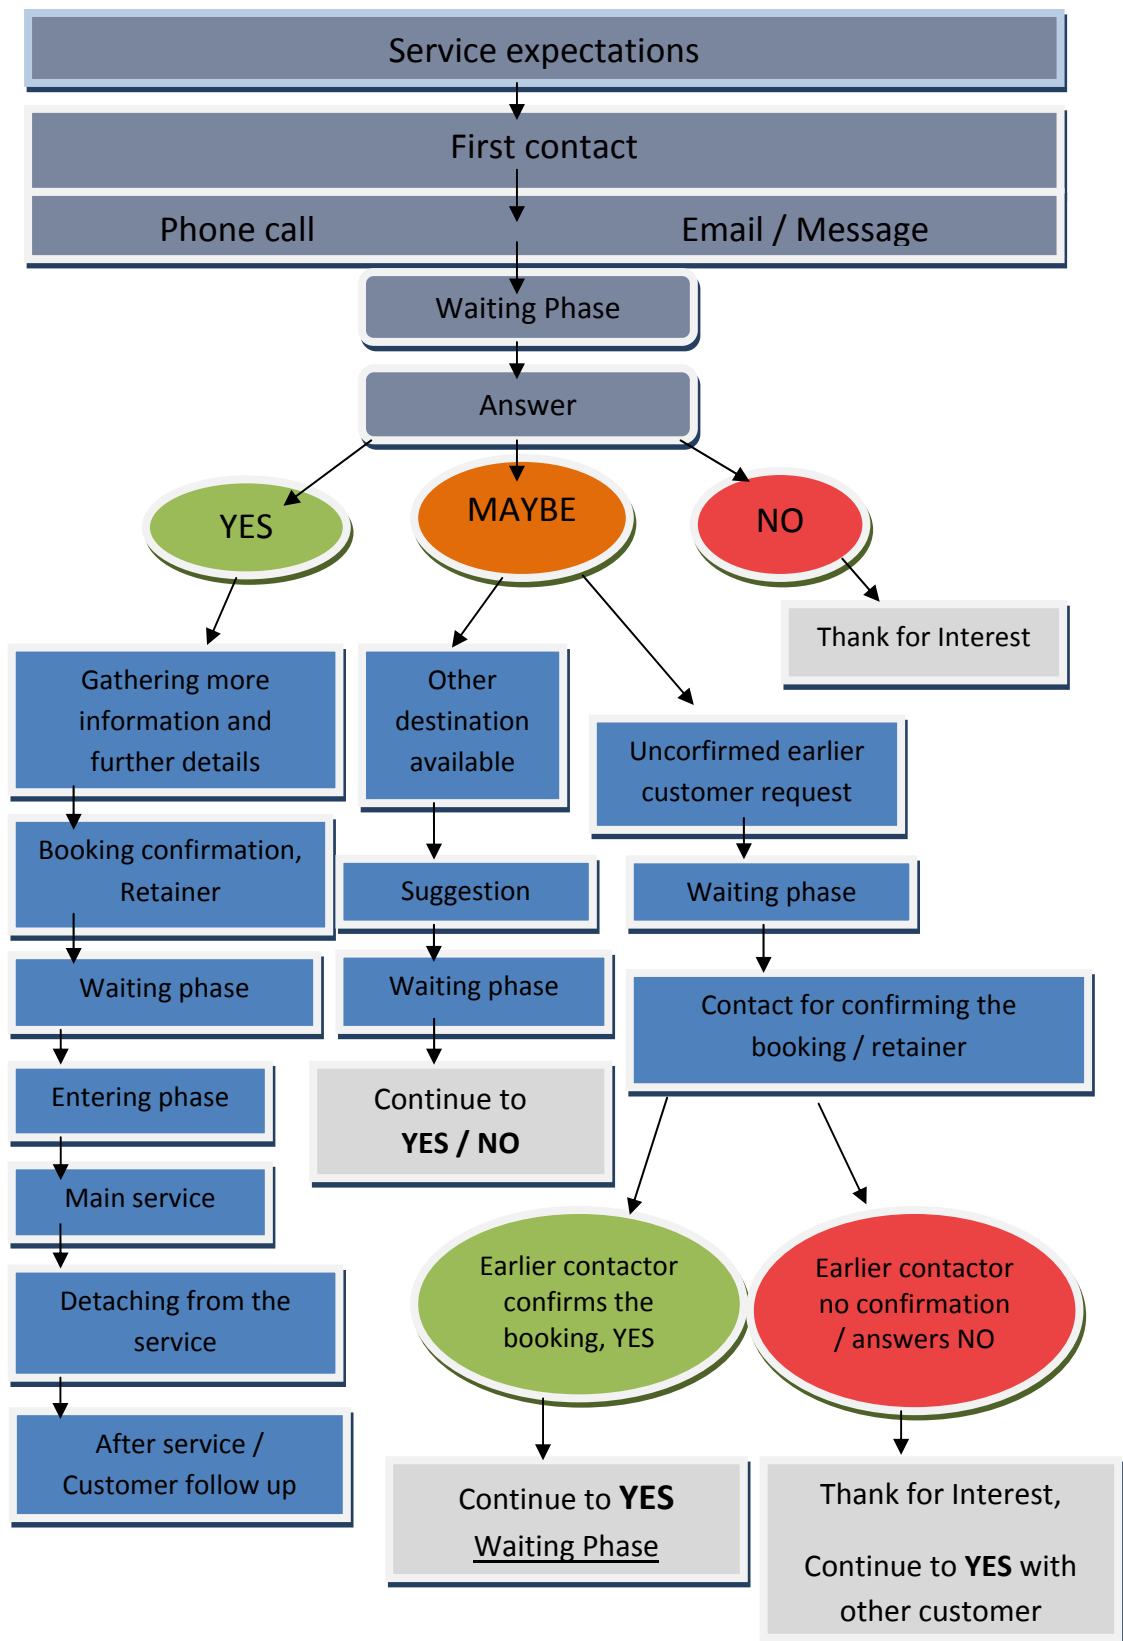 Service expectations
First contact
Phone call
Email / Message
Waiting Phase
Answer
YES
MAYBE
NO
Thank for Interest
Gathering more
information and
further details
Booking confirmation,
Retainer
Waiting phase
Entering phase
Main service
Detaching from the
service
After service /
Customer follow up
Other
destination
available
Suggestion
Waiting phase
Continue to
YES / NO
Uncorfirmed earlier
customer request
Waiting phase
Contact for confirming the
booking / retainer
Earlier contactor
confirms the
booking, YES
Continue to YES
Waiting Phase
Earlier contactor
no confirmation
/ answers NO
Thank for Interest,
Continue to YES with
other customer